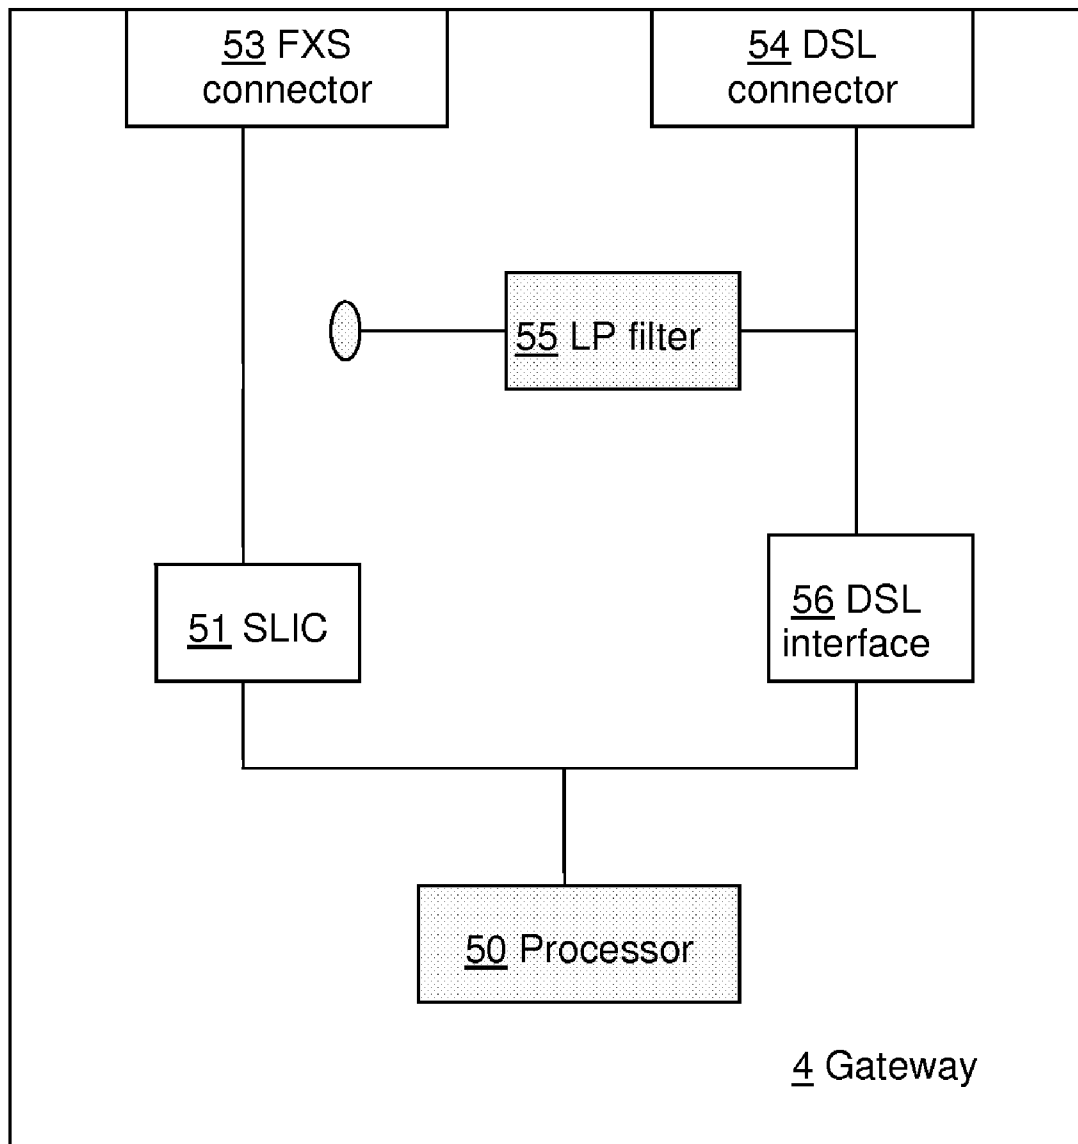 53 FXS
connector
54 DSL
connector
55 LP filter
51 SLIC
56 DSL
interface
50 Processor
4 Gateway